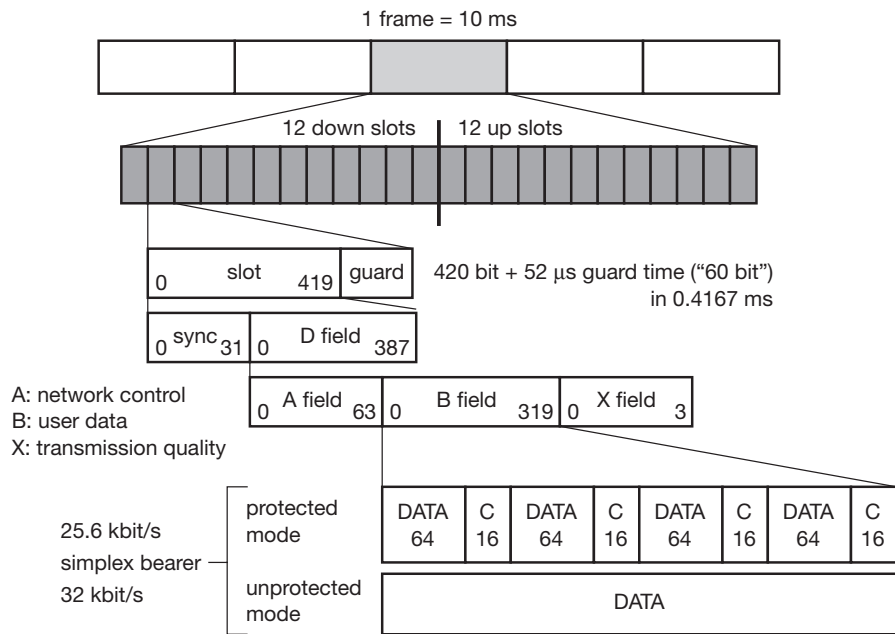 1 frame = 10 ms
12 down slots 12 up slots
slot
0 419
guard
420 bit + 52 μs guard time (“60 bit”)
in 0.4167 ms
sync
0 31
D field
0 387
A: network control
B: user data
X: transmission quality
A field
0 63
B field
0 319
X field
0 3
25.6 kbit/s
simplex bearer
32 kbit/s
protected
mode
DATA C DATA C DATA C DATA C
64 16 64 16 64 16 64 16
unprotected
mode
DATA